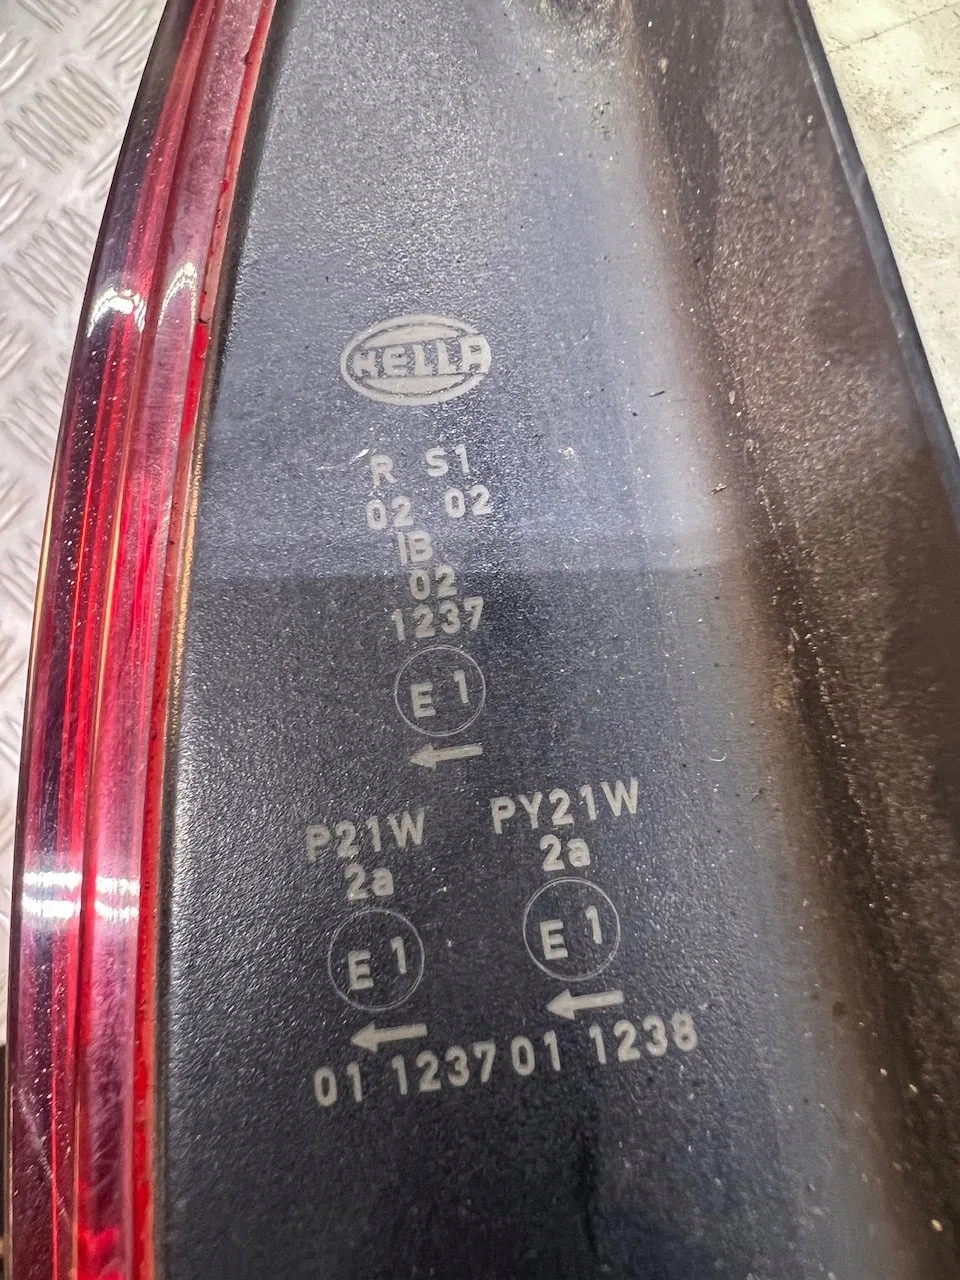 HELLA
R S1
02 02
IB
02
1237
E 1
P21W PY21W
2a 2a
E 1 E 1
01 1237 01 1238